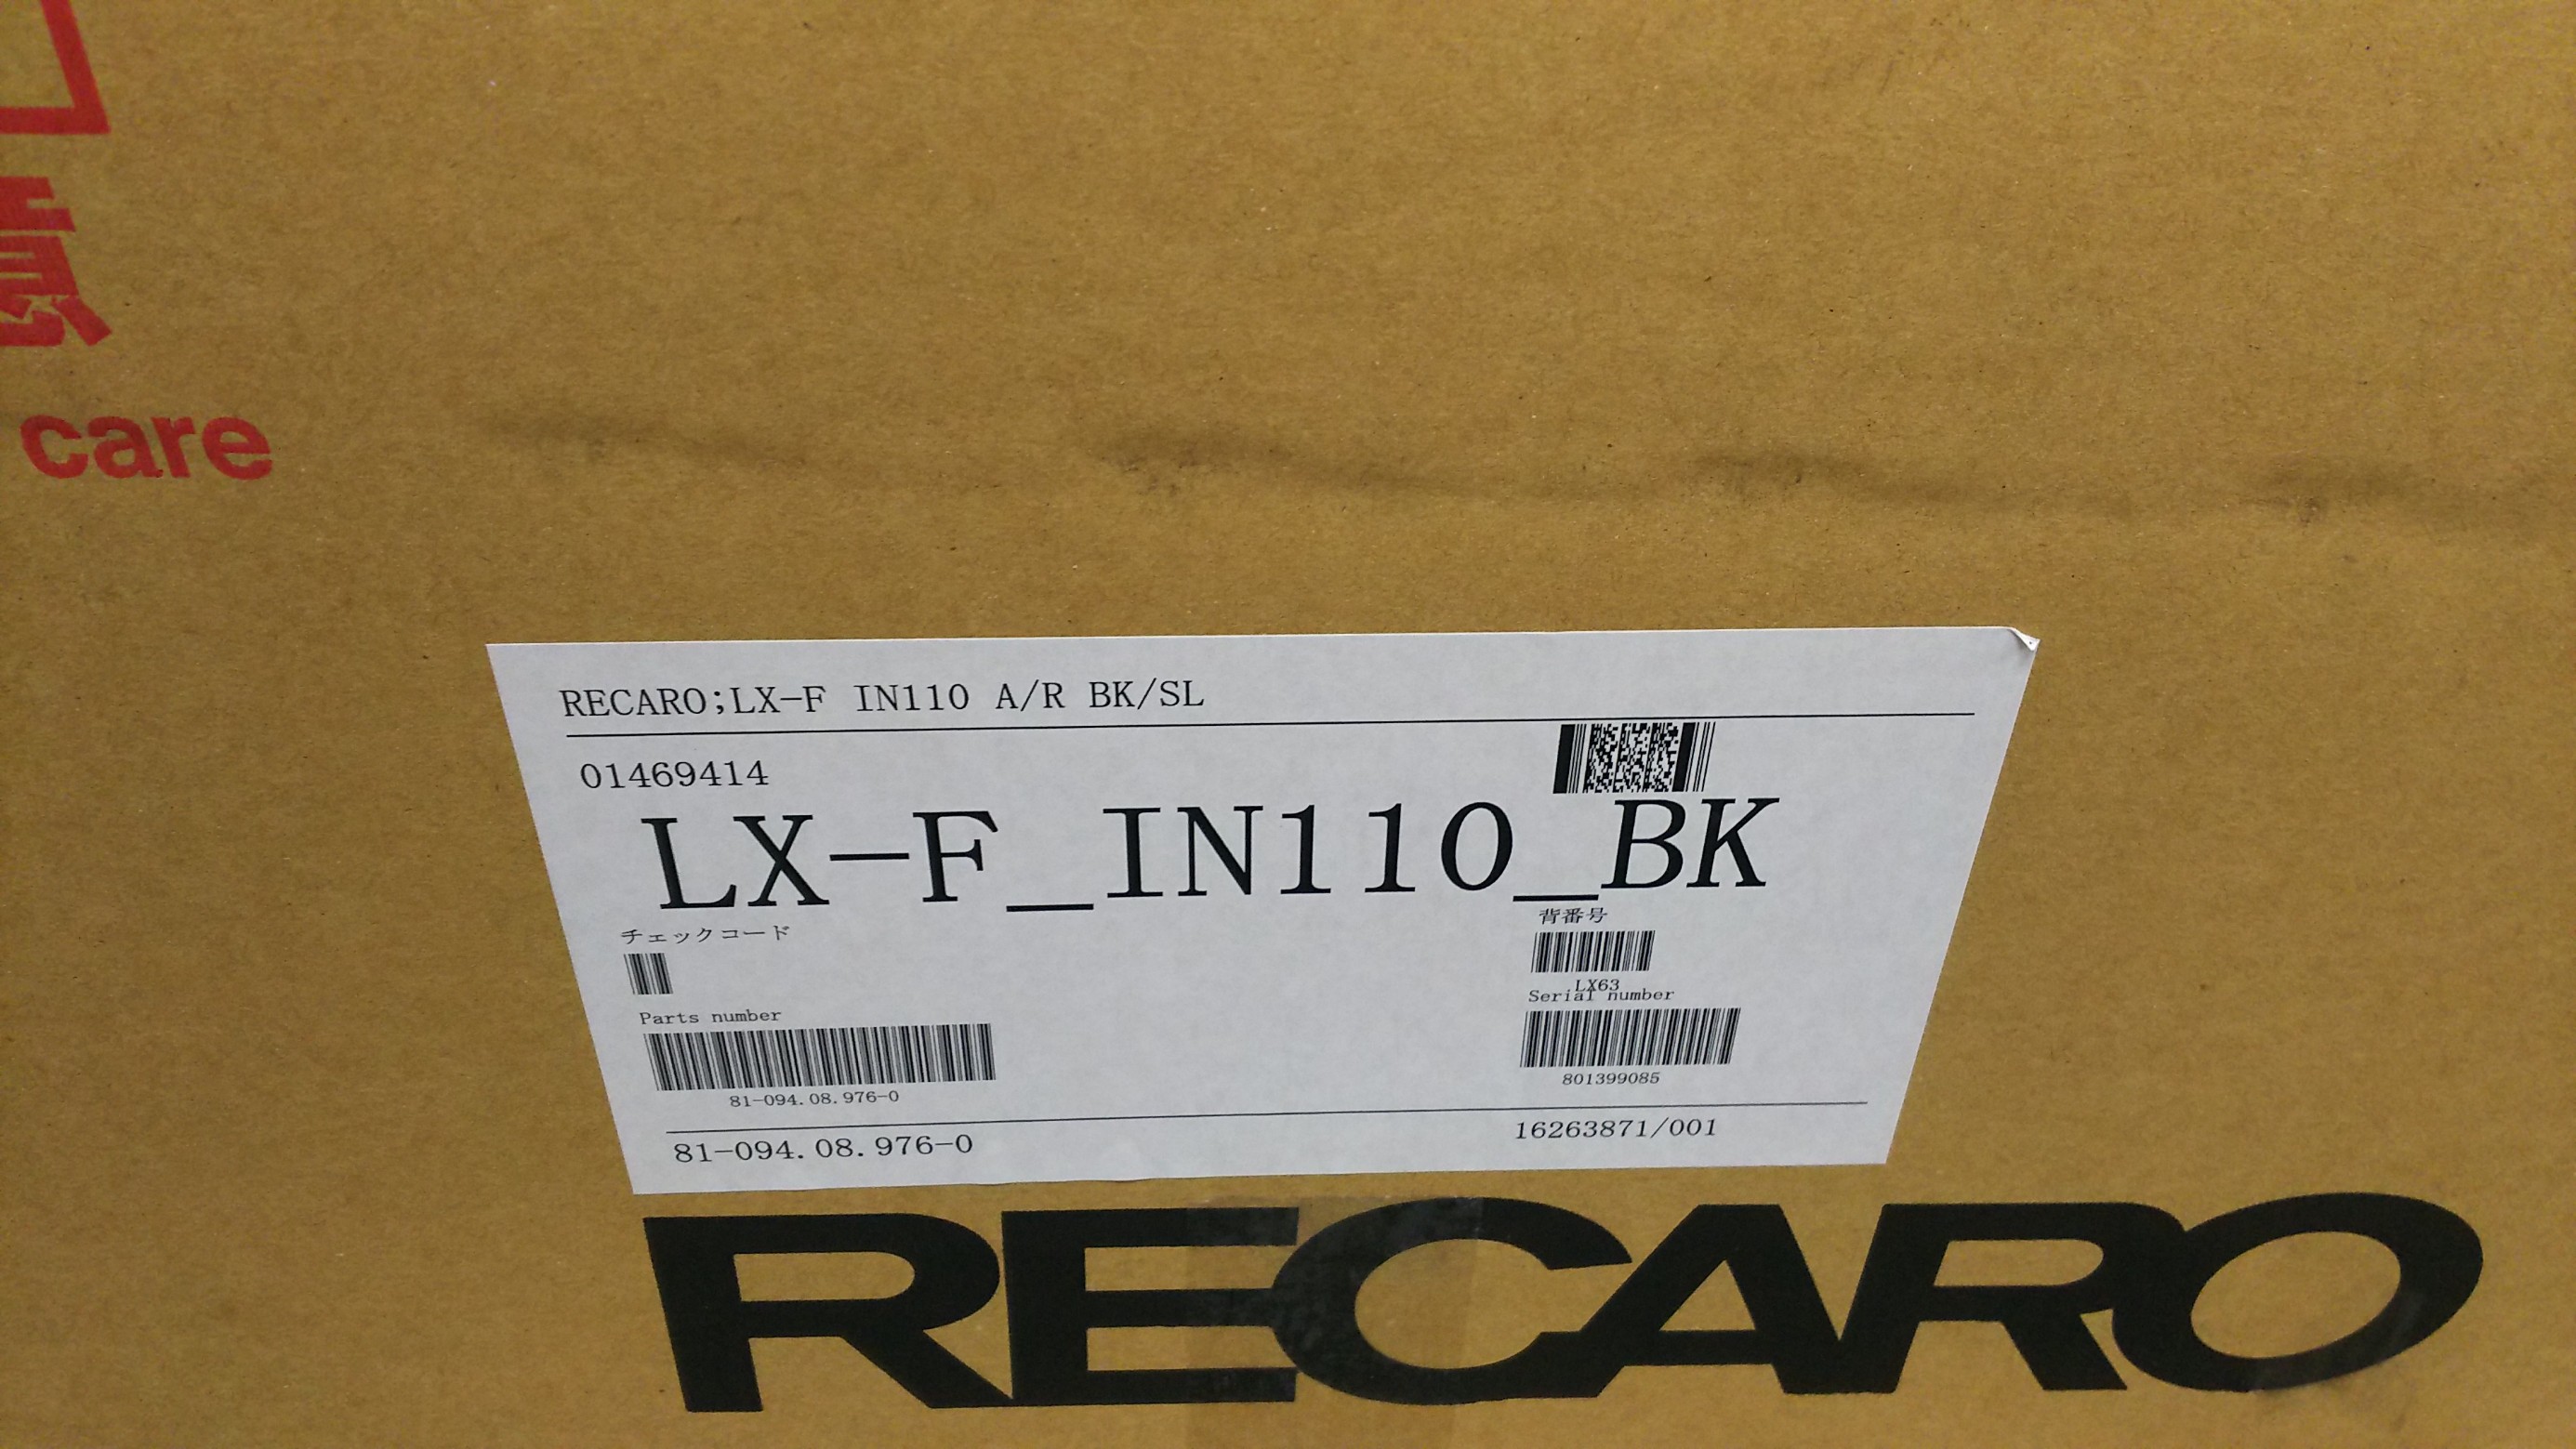 意
care
RECARO;LX-F IN110 A/R BK/SL
01469414
LX-F_IN110_BK
チェックコード
背番号
LX63
Parts number
Serial number
81-094.08.976-0
801399085
81-094.08.976-0
16263871/001
RECARO